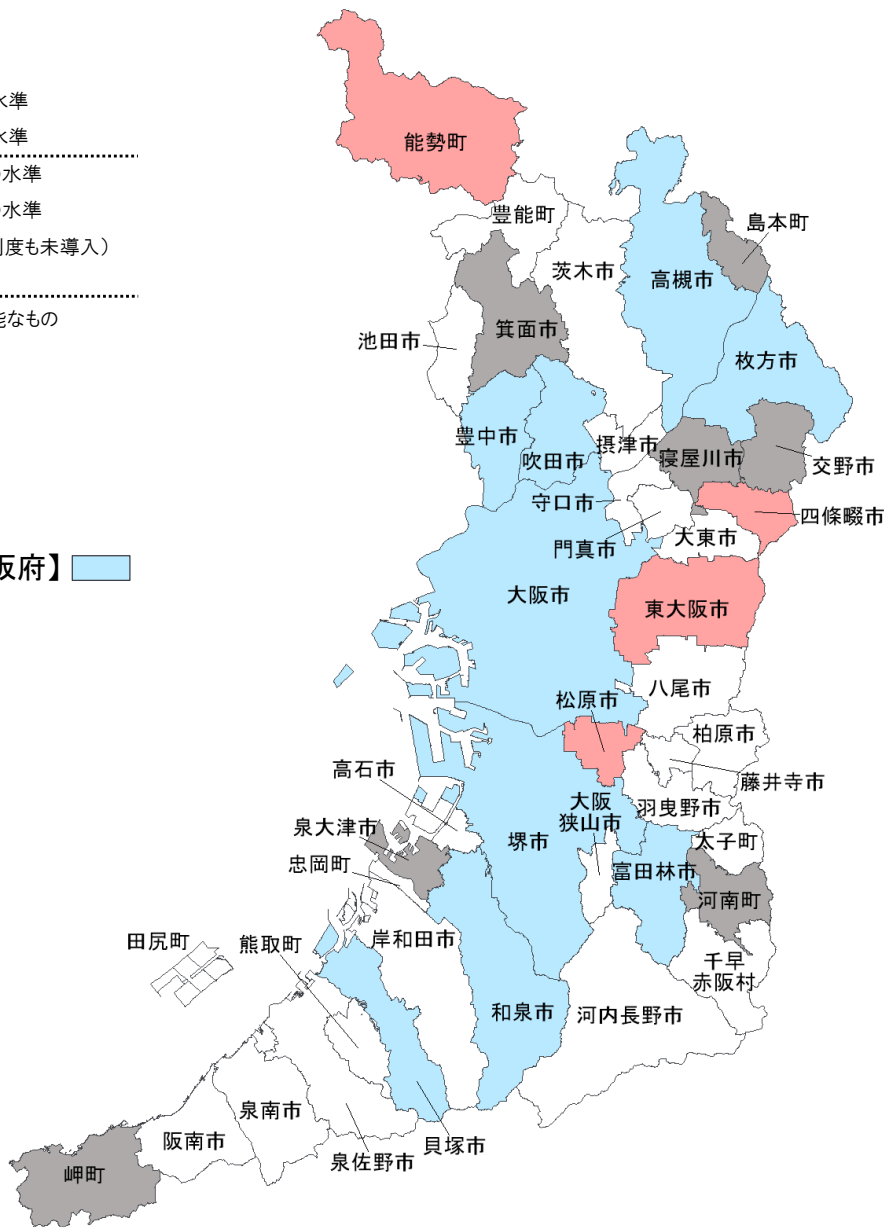 水準
水準
水準
水準
度も未導入）
能なもの
阪府】
能勢町
豊能町
島本町
茨木市
高槻市
箕面市
池田市
枚方市
豊中市
摂津市
吹田市
寝屋川市
交野市
守口市
四條畷市
門真市
大東市
大阪市
東大阪市
八尾市
松原市
柏原市
高石市
藤井寺市
大阪
狭山市
羽曳野市
泉大津市
堺市
太子町
忠岡町
富田林市
河南町
田尻町
熊取町
岸和田市
千早
赤阪村
和泉市
河内長野市
泉南市
阪南市
貝塚市
泉佐野市
岬町